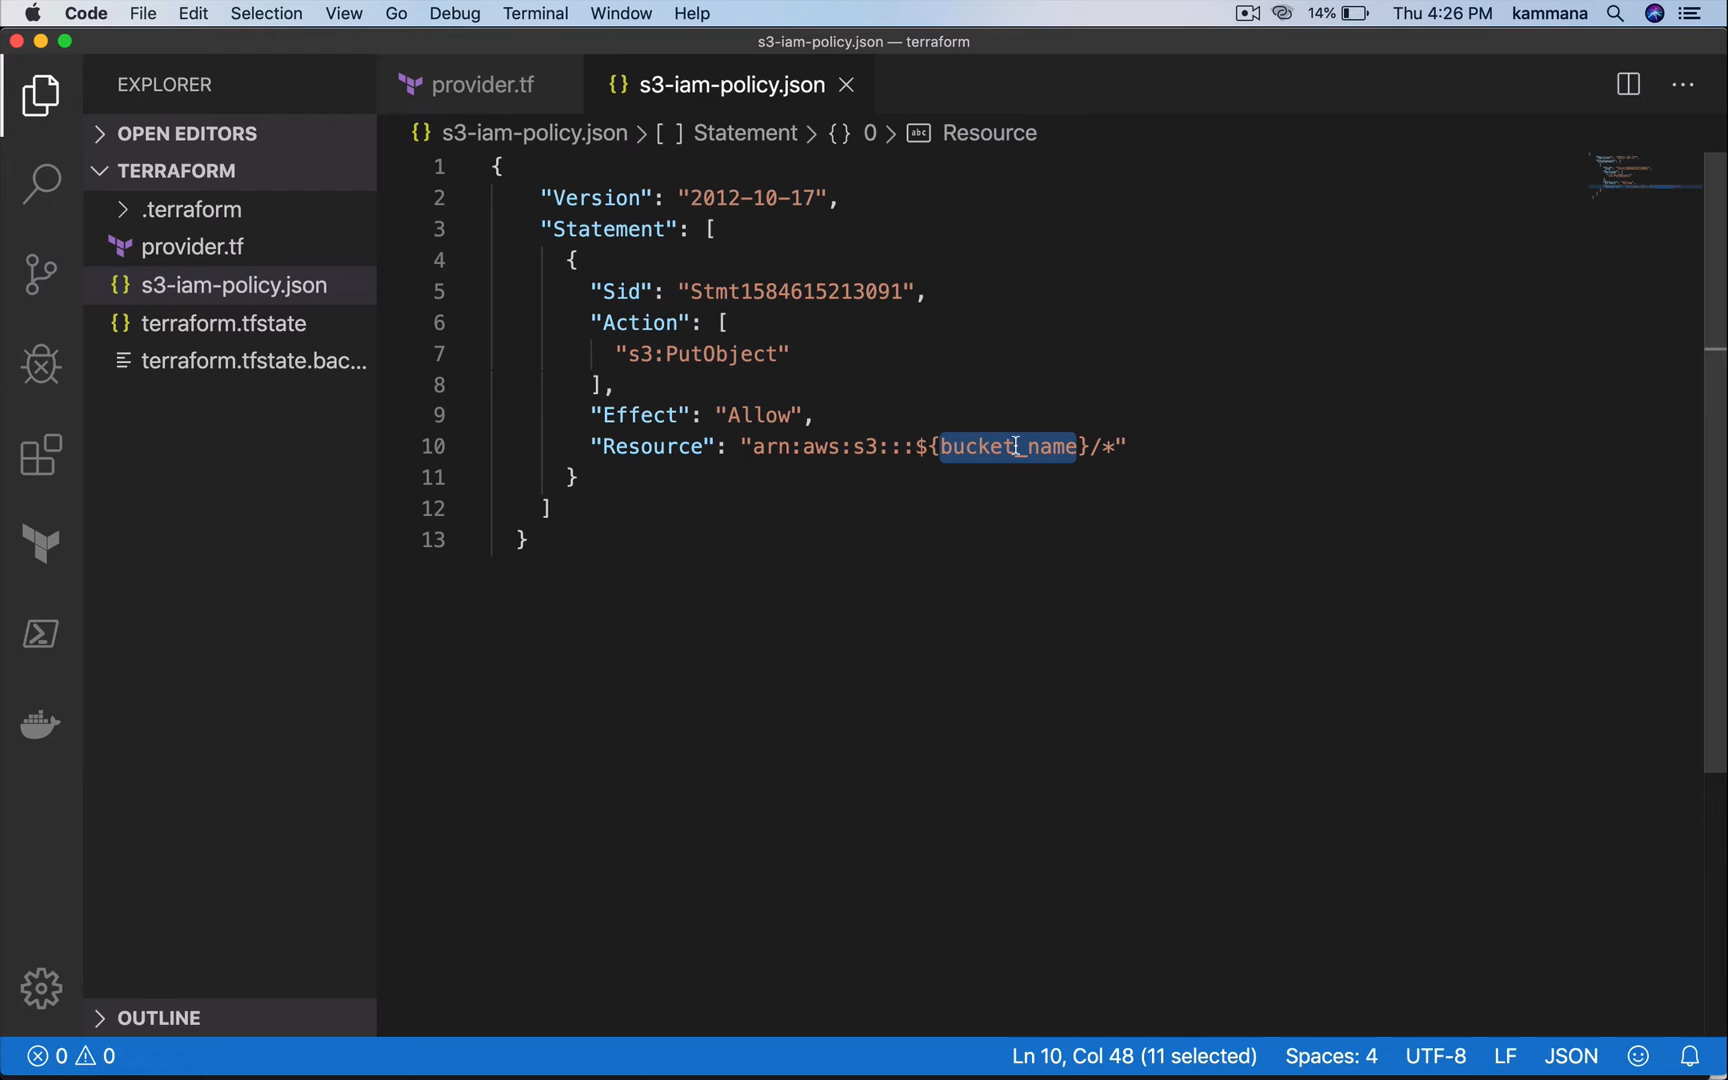 Code File Edit Selection View Go Debug Terminal Window Help 14% Thu 4:26 PM kammana
s3-iam-policy.json — terraform
EXPLORER
provider.tf
s3-iam-policy.json
OPEN EDITORS
TERRAFORM
.terraform
provider.tf
s3-iam-policy.json
terraform.tfstate
terraform.tfstate.bac...
OUTLINE
{} s3-iam-policy.json > [ ] Statement > {} 0 > abc Resource
1 {
2 "Version": "2012-10-17",
3 "Statement": [
4 {
5 "Sid": "Stmt1584615213091",
6 "Action": [
7 "s3:PutObject"
8 ],
9 "Effect": "Allow",
10 "Resource": "arn:aws:s3:::${bucket_name}/*"
11 }
12 ]
13 }
0 0 Ln 10, Col 48 (11 selected) Spaces: 4 UTF-8 LF JSON